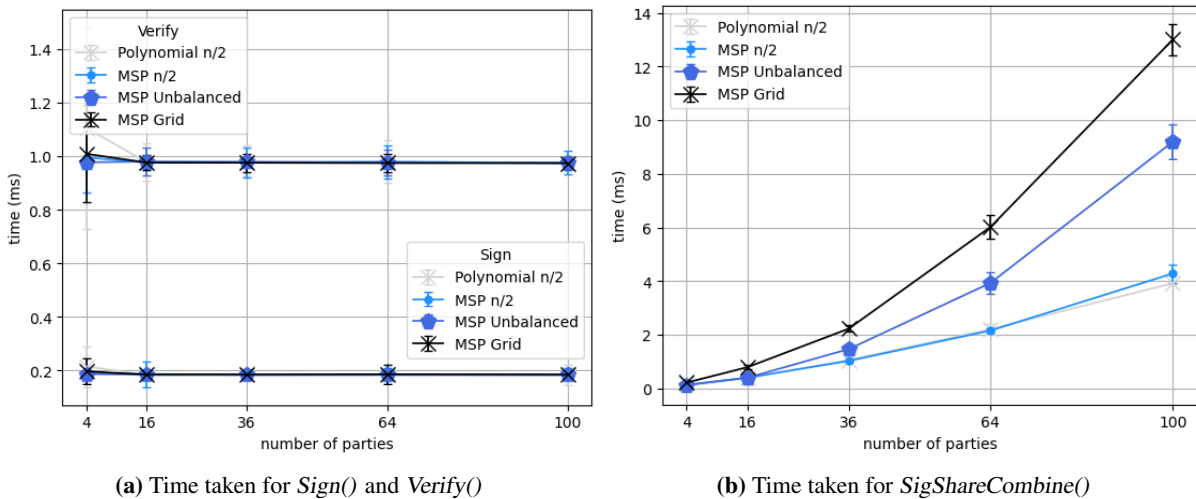 Verify
Polynomial n/2
MSP n/2
MSP Unbalanced
MSP Grid
Sign
Polynomial n/2
MSP n/2
MSP Unbalanced
MSP Grid
1.4
1.2
1.0
0.8
0.6
0.4
0.2
time (ms)
4 16 36 64 100
number of parties
(a) Time taken for Sign() and Verify()
Polynomial n/2
MSP n/2
MSP Unbalanced
MSP Grid
14
12
10
8
6
4
2
0
time (ms)
4 16 36 64 100
number of parties
(b) Time taken for SigShareCombine()